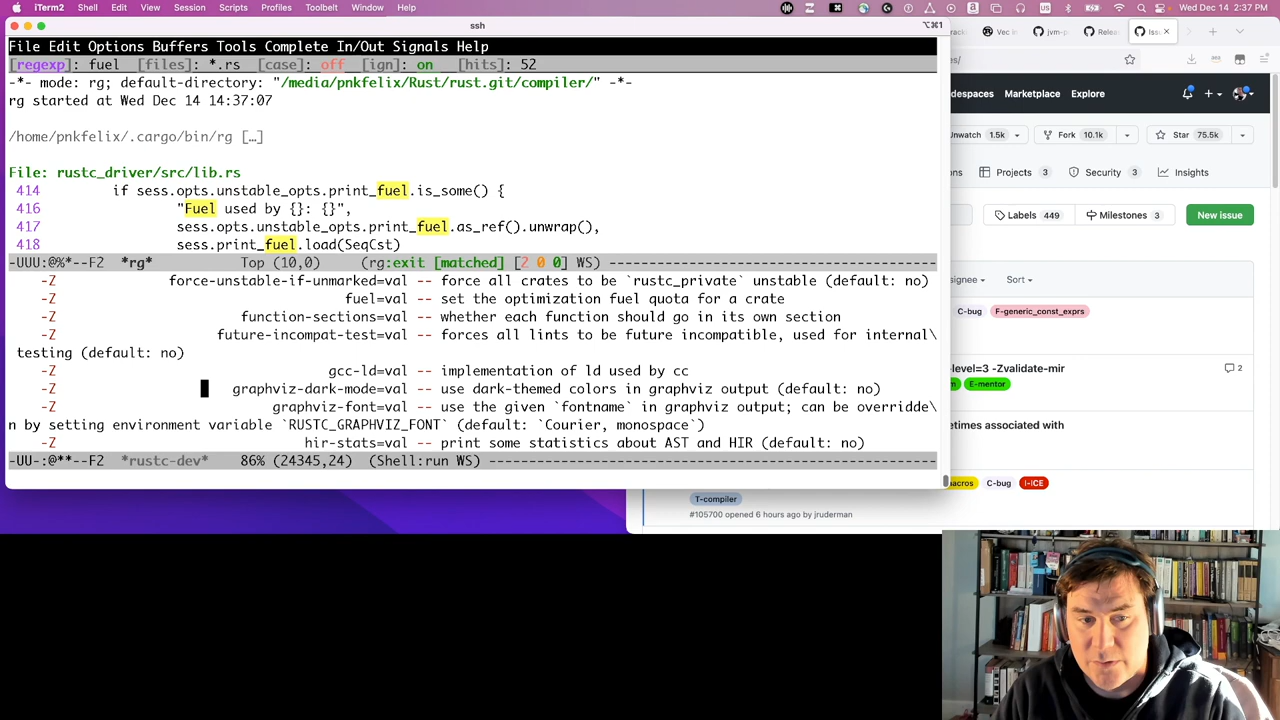 iTerm2 Shell Edit View Session Scripts Profiles Toolbelt Window Help Wed Dec 14 2:37 PM
ssh ⌥⌘1
File Edit Options Buffers Tools Complete In/Out Signals Help
[regexp]: fuel [files]: *.rs [case]: off [ign]: on [hits]: 52
-*- mode: rg; default-directory: "/media/pnkfelix/Rust/rust.git/compiler/" -*-
rg started at Wed Dec 14 14:37:07
/home/pnkfelix/.cargo/bin/rg […]
File: rustc_driver/src/lib.rs
414 if sess.opts.unstable_opts.print_fuel.is_some() {
416 "Fuel used by {}: {}",
417 sess.opts.unstable_opts.print_fuel.as_ref().unwrap(),
418 sess.print_fuel.load(SeqCst)
-UUU:@%*--F2 *rg* Top (10,0) (rg:exit [matched] [2 0 0] WS) -----------------------------------------
-Z force-unstable-if-unmarked=val -- force all crates to be `rustc_private` unstable (default: no)
-Z fuel=val -- set the optimization fuel quota for a crate
-Z function-sections=val -- whether each function should go in its own section
-Z future-incompat-test=val -- forces all lints to be future incompatible, used for internal\
testing (default: no)
-Z gcc-ld=val -- implementation of ld used by cc
-Z graphviz-dark-mode=val -- use dark-themed colors in graphviz output (default: no)
-Z graphviz-font=val -- use the given `fontname` in graphviz output; can be overridde\
n by setting environment variable `RUSTC_GRAPHVIZ_FONT` (default: `Courier, monospace`)
-Z hir-stats=val -- print some statistics about AST and HIR (default: no)
-UU-:@**--F2 *rustc-dev* 86% (24345,24) (Shell:run WS) ---------------------------------------------------------
Vec jvm-p Relea Issu
es/
despaces Marketplace Explore
nwatch 1.5k Fork 10.1k Star 75.5k
ns Projects 3 Security 3 Insights
Labels 449 Milestones 3 New issue
signee Sort
C-bug F-generic_const_exprs
-level=3 -Zvalidate-mir 2
m E-mentor
etimes associated with
acros C-bug I-ICE
T-compiler
#105700 opened 6 hours ago by jruderman